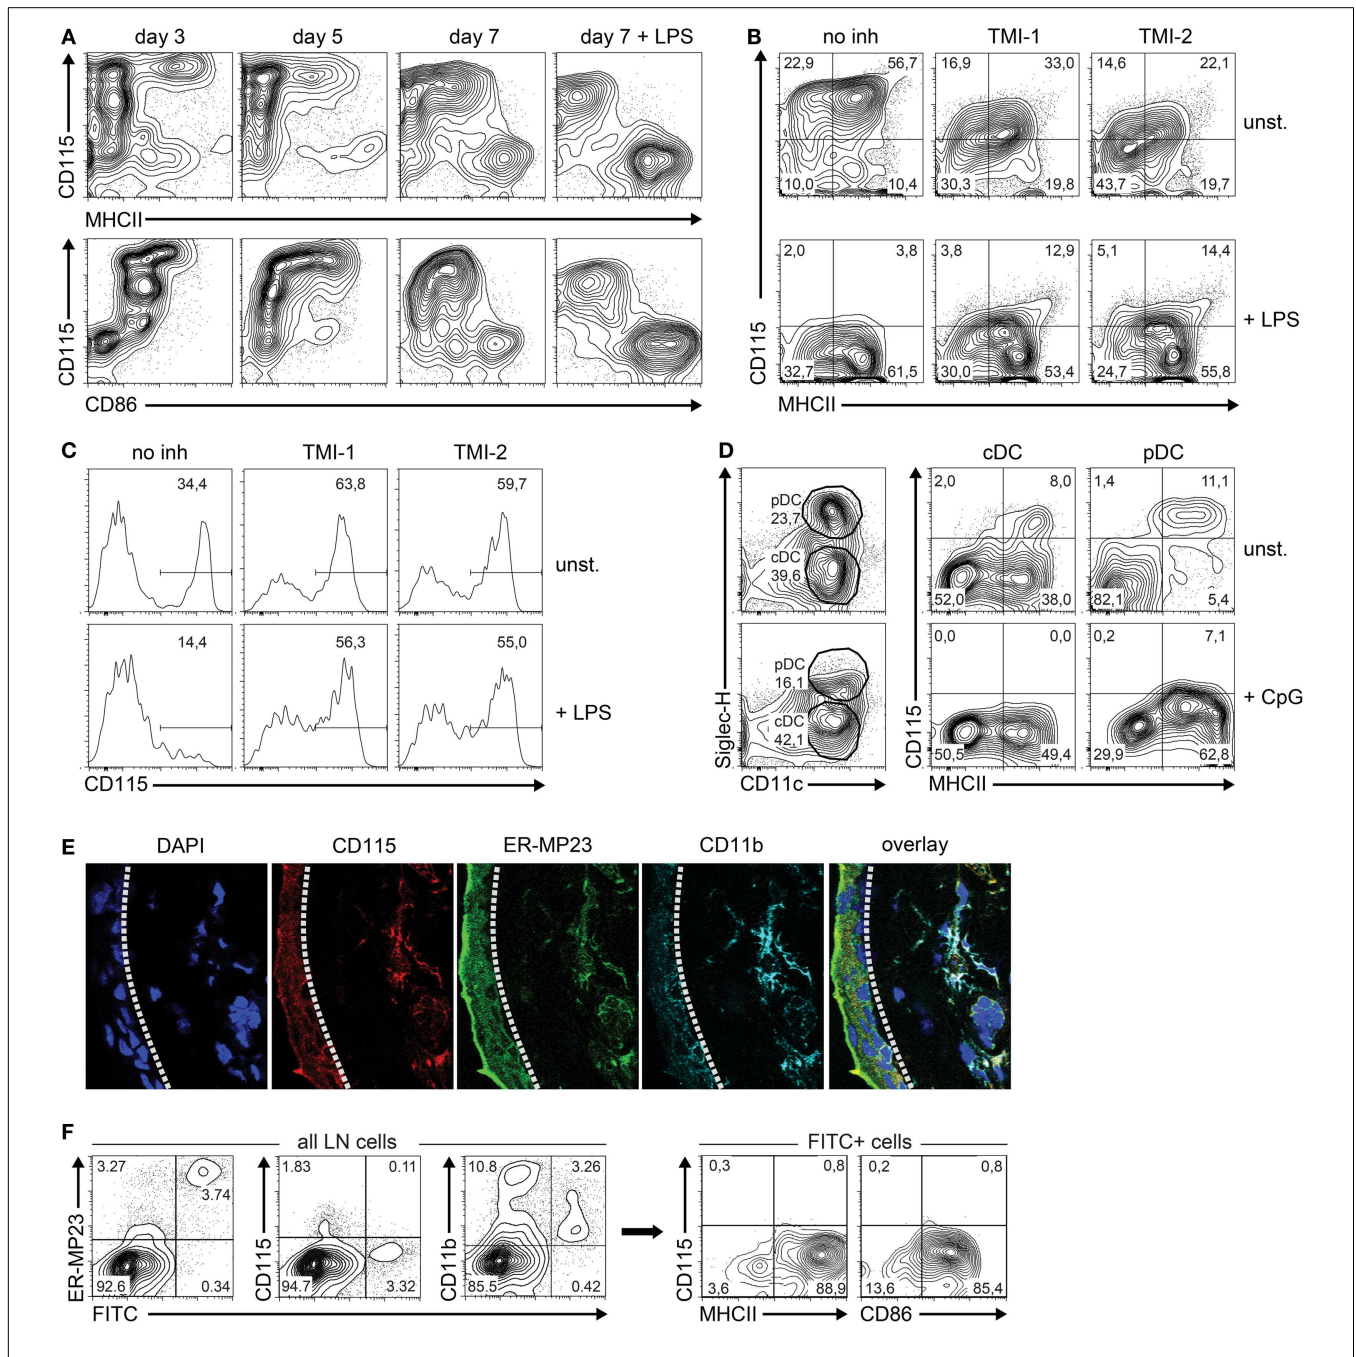 A
day 3
day 5
day 7
day 7 + LPS
CD115
MHCII
CD115
CD86
B
no inh
TMI-1
TMI-2
22,9
56,7
16,9
33,0
14,6
22,1
unst.
10,0
10,4
30,3
19,8
43,7
19,7
2,0
3,8
3,8
12,9
5,1
14,4
+ LPS
32,7
61,5
30,0
53,4
24,7
55,8
CD115
MHCII
C
no inh
TMI-1
TMI-2
34,4
63,8
59,7
unst.
14,4
56,3
55,0
+ LPS
CD115
D
cDC
pDC
pDC
23,7
cDC
39,6
2,0
8,0
1,4
11,1
unst.
52,0
38,0
82,1
5,4
pDC
16,1
cDC
42,1
0,0
0,0
0,2
7,1
+ CpG
50,5
49,4
29,9
62,8
Siglec-H
CD11c
CD115
MHCII
E
DAPI
CD115
ER-MP23
CD11b
overlay
F
all LN cells
FITC+ cells
ER-MP23
3.27
3.74
92.6
0.34
CD115
1.83
0.11
94.7
3.32
CD11b
10.8
3.26
85.5
0.42
FITC
CD115
0,3
0,8
3,6
88,9
MHCII
0,2
0,8
13,6
85,4
CD86